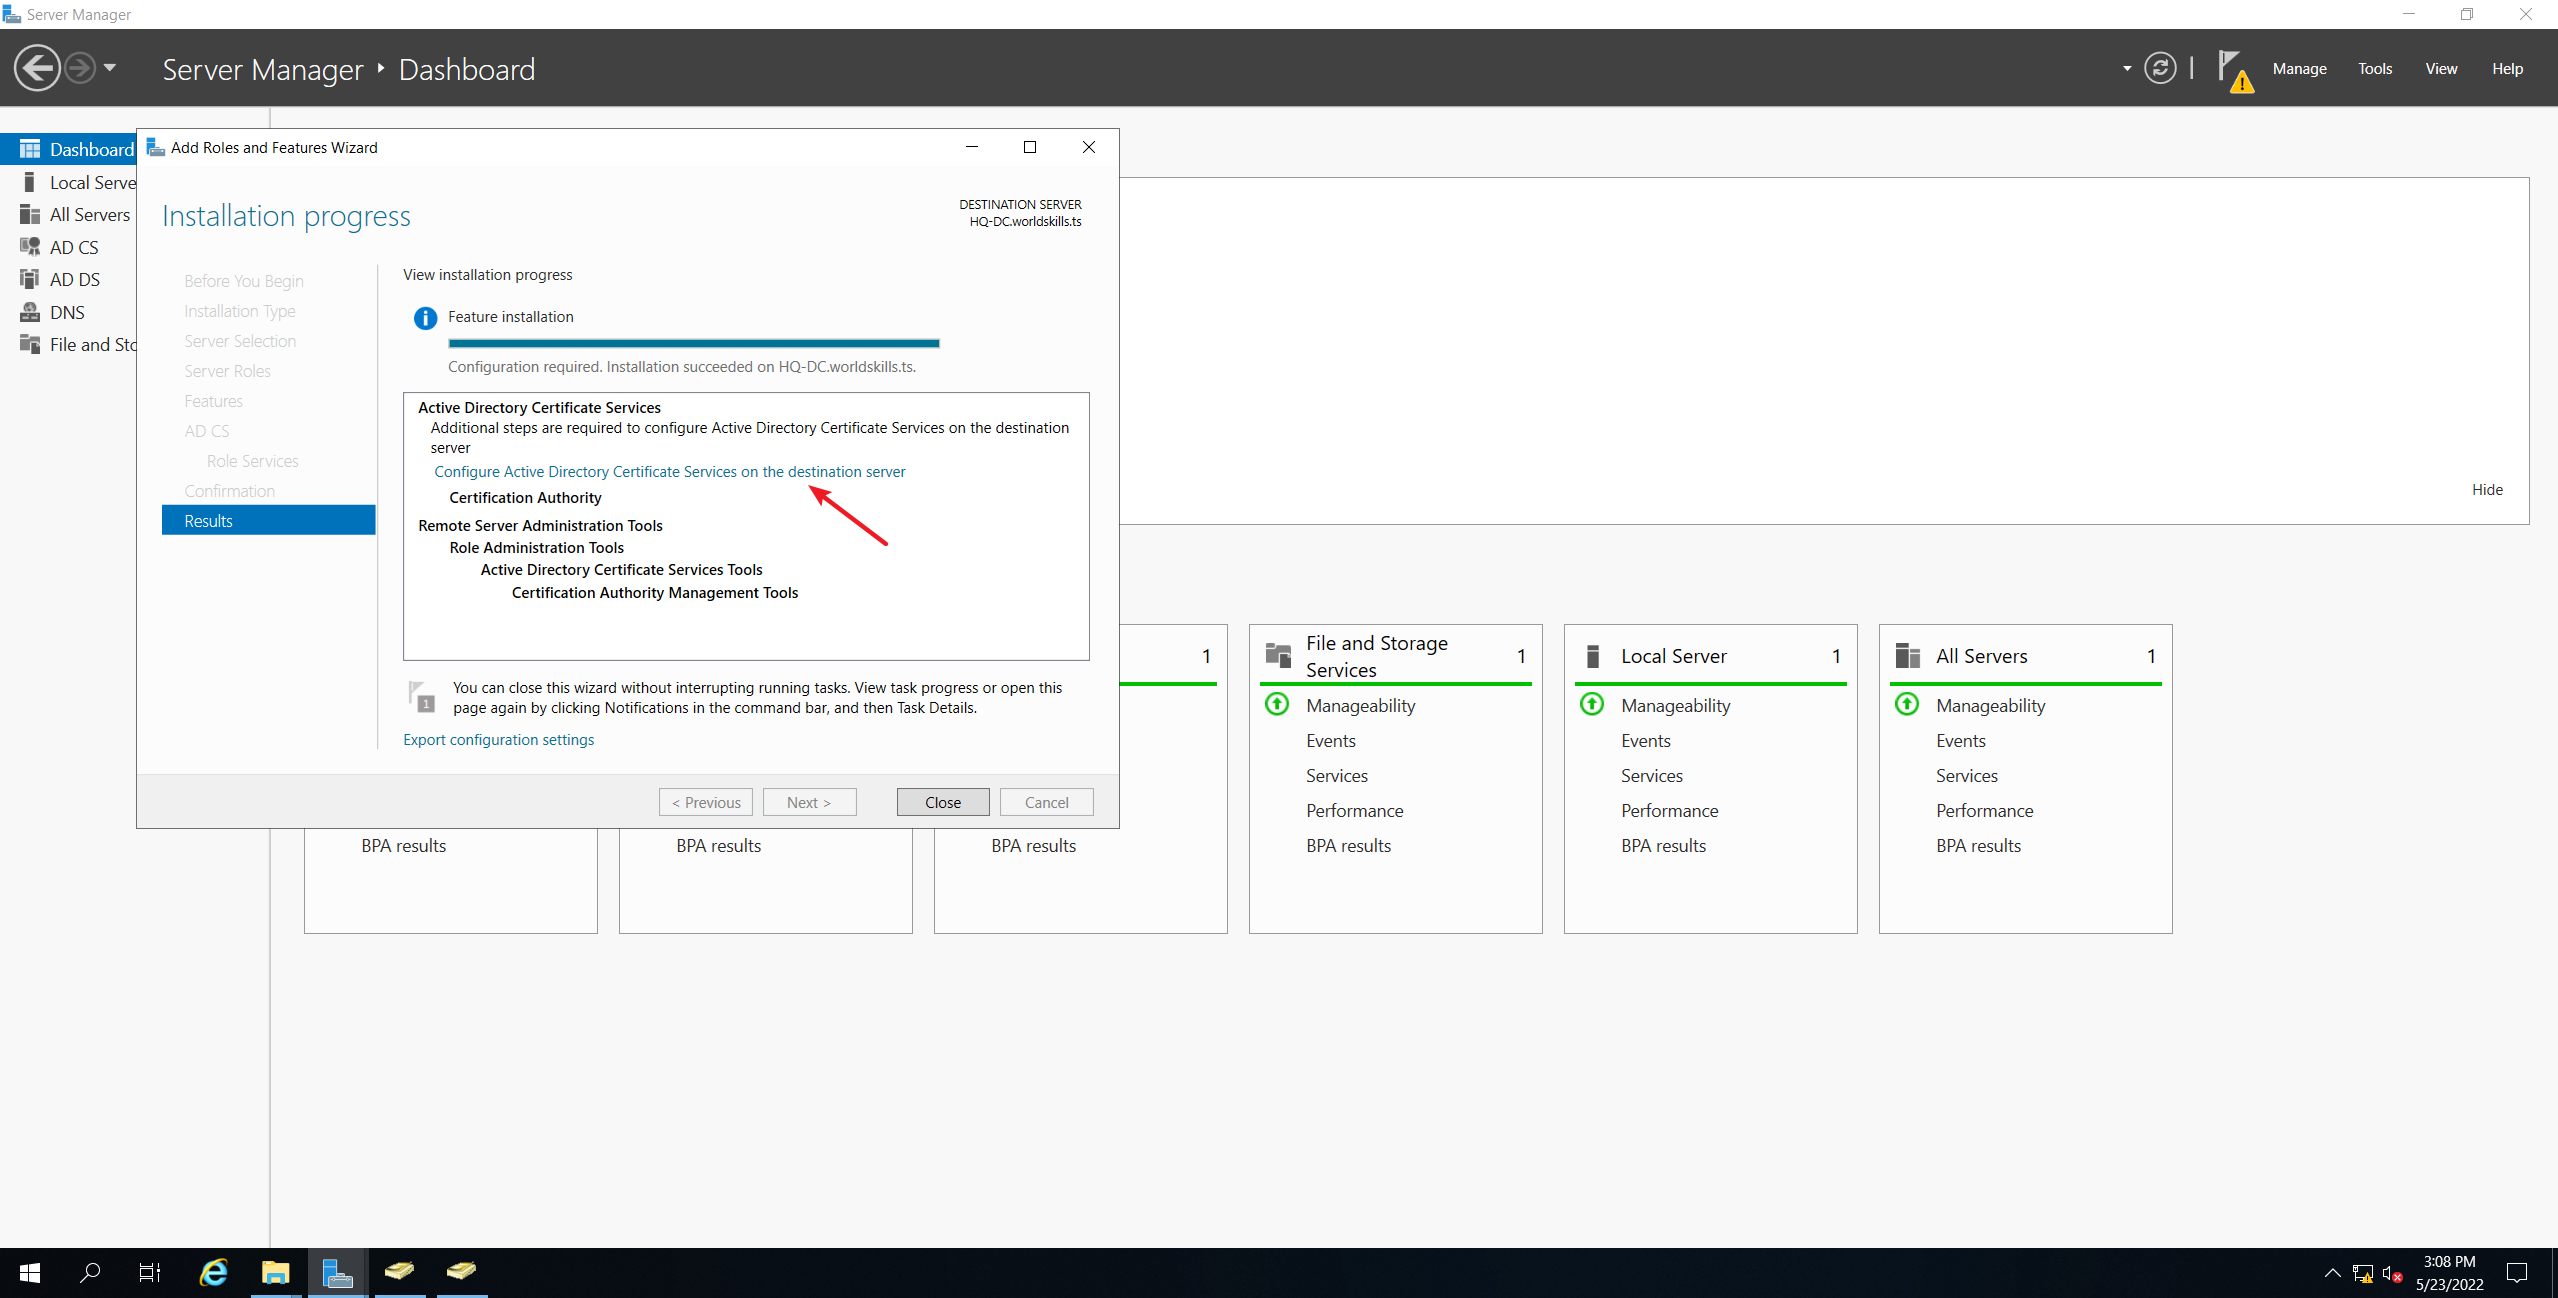 Server Manager
Server Manager ‣ Dashboard
Manage Tools View Help
Dashboard
Local Serve
All Servers
AD CS
AD DS
DNS
File and Sto
Add Roles and Features Wizard
Installation progress
DESTINATION SERVER
HQ-DC.worldskills.ts
Before You Begin
Installation Type
Server Selection
Server Roles
Features
AD CS
Role Services
Confirmation
Results
View installation progress
Feature installation
Configuration required. Installation succeeded on HQ-DC.worldskills.ts.
Active Directory Certificate Services
Additional steps are required to configure Active Directory Certificate Services on the destination
server
Configure Active Directory Certificate Services on the destination server
Certification Authority
Remote Server Administration Tools
Role Administration Tools
Active Directory Certificate Services Tools
Certification Authority Management Tools
1
You can close this wizard without interrupting running tasks. View task progress or open this
page again by clicking Notifications in the command bar, and then Task Details.
Export configuration settings
< Previous
Next >
Close
Cancel
Hide
BPA results
BPA results
1
BPA results
File and Storage
Services
1
Manageability
Events
Services
Performance
BPA results
Local Server 1
Manageability
Events
Services
Performance
BPA results
All Servers 1
Manageability
Events
Services
Performance
BPA results
3:08 PM
5/23/2022